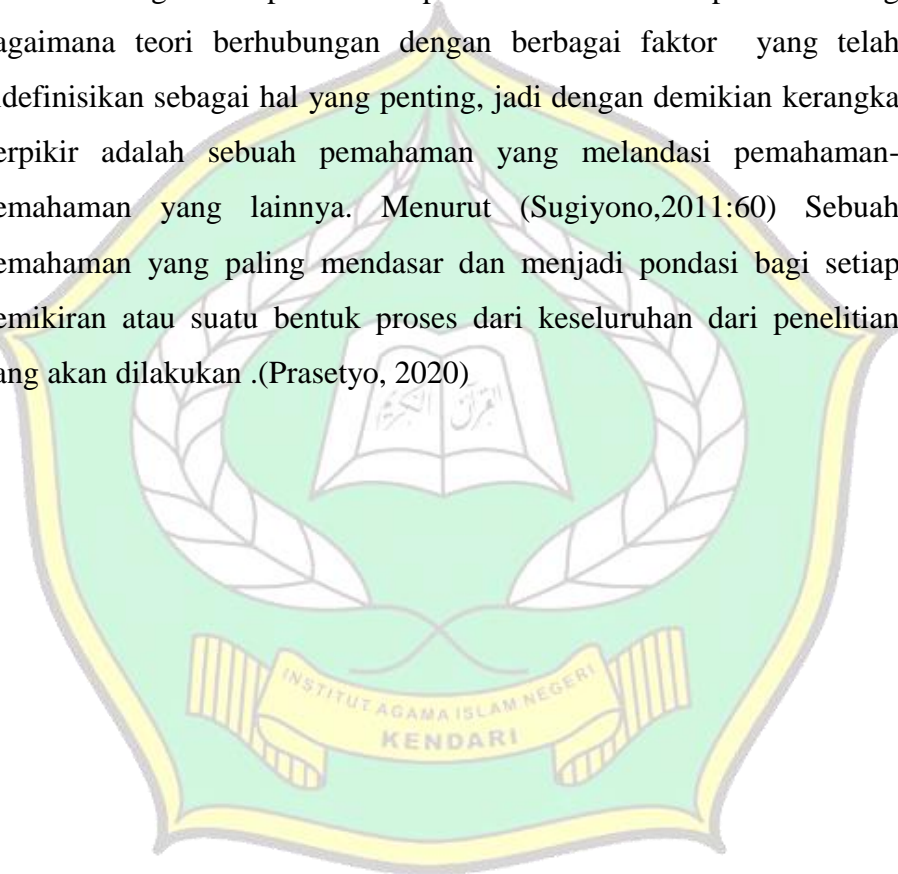 agaimana teori berhubungan dengan berbagai faktor yang telah
definisikan sebagai hal yang penting, jadi dengan demikian kerangka
erpikir adalah sebuah pemahaman yang melandasi pemahaman-
emahaman yang lainnya. Menurut (Sugiyono,2011:60) Sebuah
emahaman yang paling mendasar dan menjadi pondasi bagi setiap
emikiran atau suatu bentuk proses dari keseluruhan dari penelitian
ang akan dilakukan .(Prasetyo, 2020)
القرآن الكريم
INSTITUT AGAMA ISLAM NEGERI
KENDARI